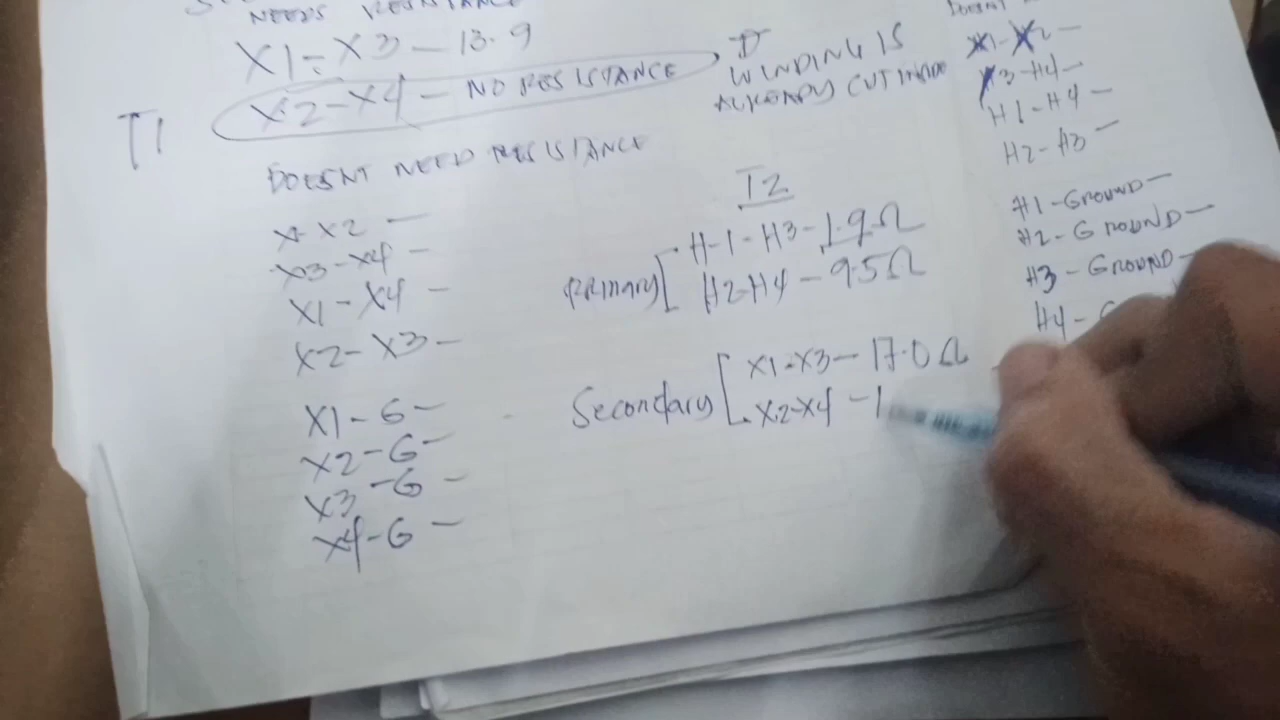 NEEDS RESISTANCE
X1-X3 - 13.9
X2-X4 - NO RESISTANCE
WINDING IS
ALREADY CUT INSIDE
T1
DOESNT NEED RESISTANCE
X- X2 -
X3-X4 -
X1-X4 -
X2-X3 -
X1-G -
X2-G -
X3-G -
X4-G -
T2
Primary
H-1-H3-1.9Ω
H2-H4-9.5Ω
Secondary
X1-X3-17.0Ω
X2-X4-1
DOESNT
X1-X2-
X3-H4-
H1-H4-
H2-H3-
H1-GROUND-
H2-GROUND-
H3-GROUND-
H4-G